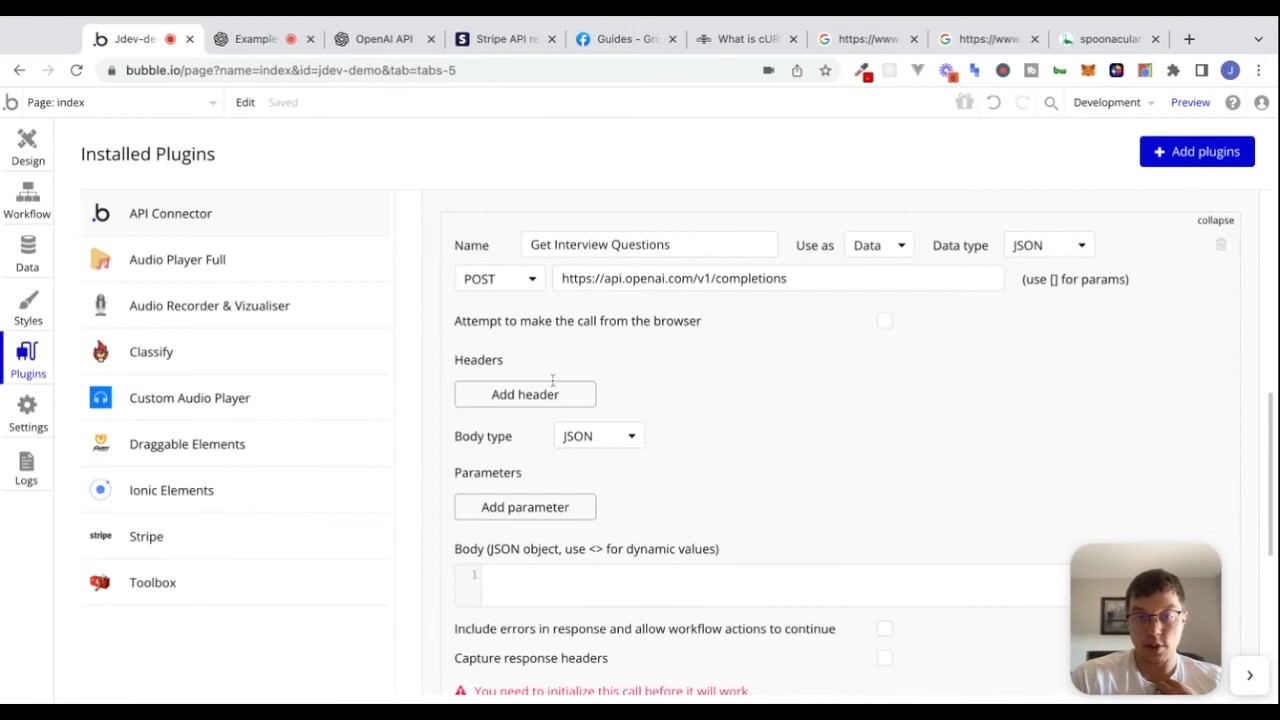 Jdev-de
Example
OpenAI API
Stripe API re
Guides - Gro
What is cUR
https://www
https://www.
spoonacular
bubble.io/page?name=index&id=jdev-demo&tab=tabs-5
J
Page: index
Edit
Saved
Development
Preview
Design
Workflow
Data
Styles
Plugins
Settings
Logs
Installed Plugins
+ Add plugins
API Connector
Audio Player Full
Audio Recorder & Vizualiser
Classify
Custom Audio Player
Draggable Elements
Ionic Elements
stripe Stripe
Toolbox
collapse
Name Get Interview Questions Use as Data Data type JSON
POST https://api.openai.com/v1/completions (use [] for params)
Attempt to make the call from the browser
Headers
Add header
Body type JSON
Parameters
Add parameter
Body (JSON object, use <> for dynamic values)
1
Include errors in response and allow workflow actions to continue
Capture response headers
You need to initialize this call before it will work.